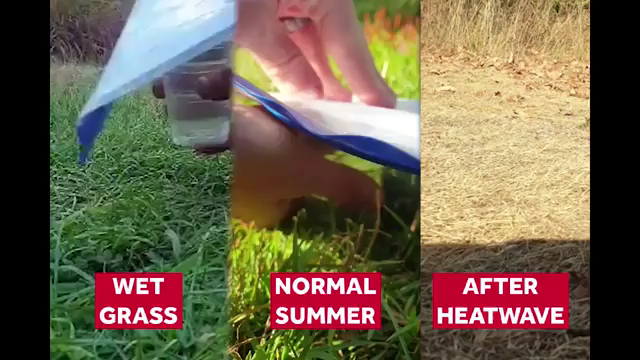 WET
GRASS
NORMAL
SUMMER
AFTER
HEATWAVE